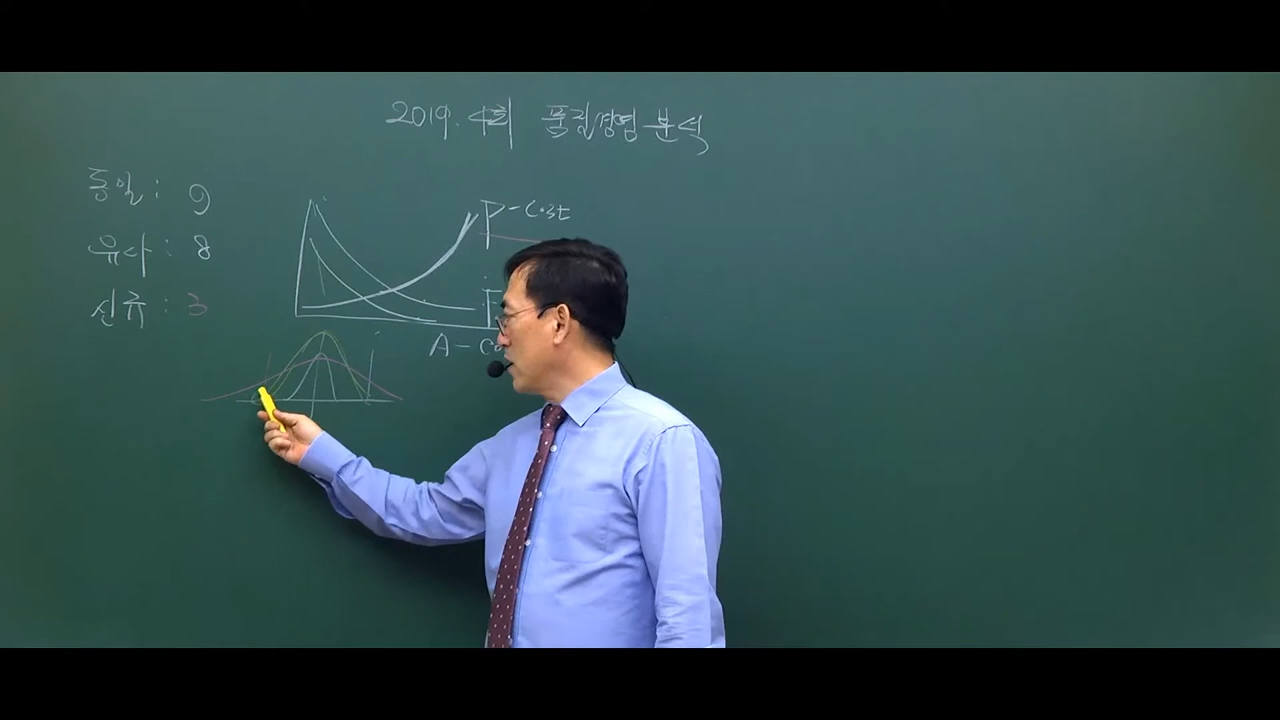 2019. 4회 품질경영 분석
동일 : 9
유사 : 8
신규 : 3
P-Cost
F
A-Co